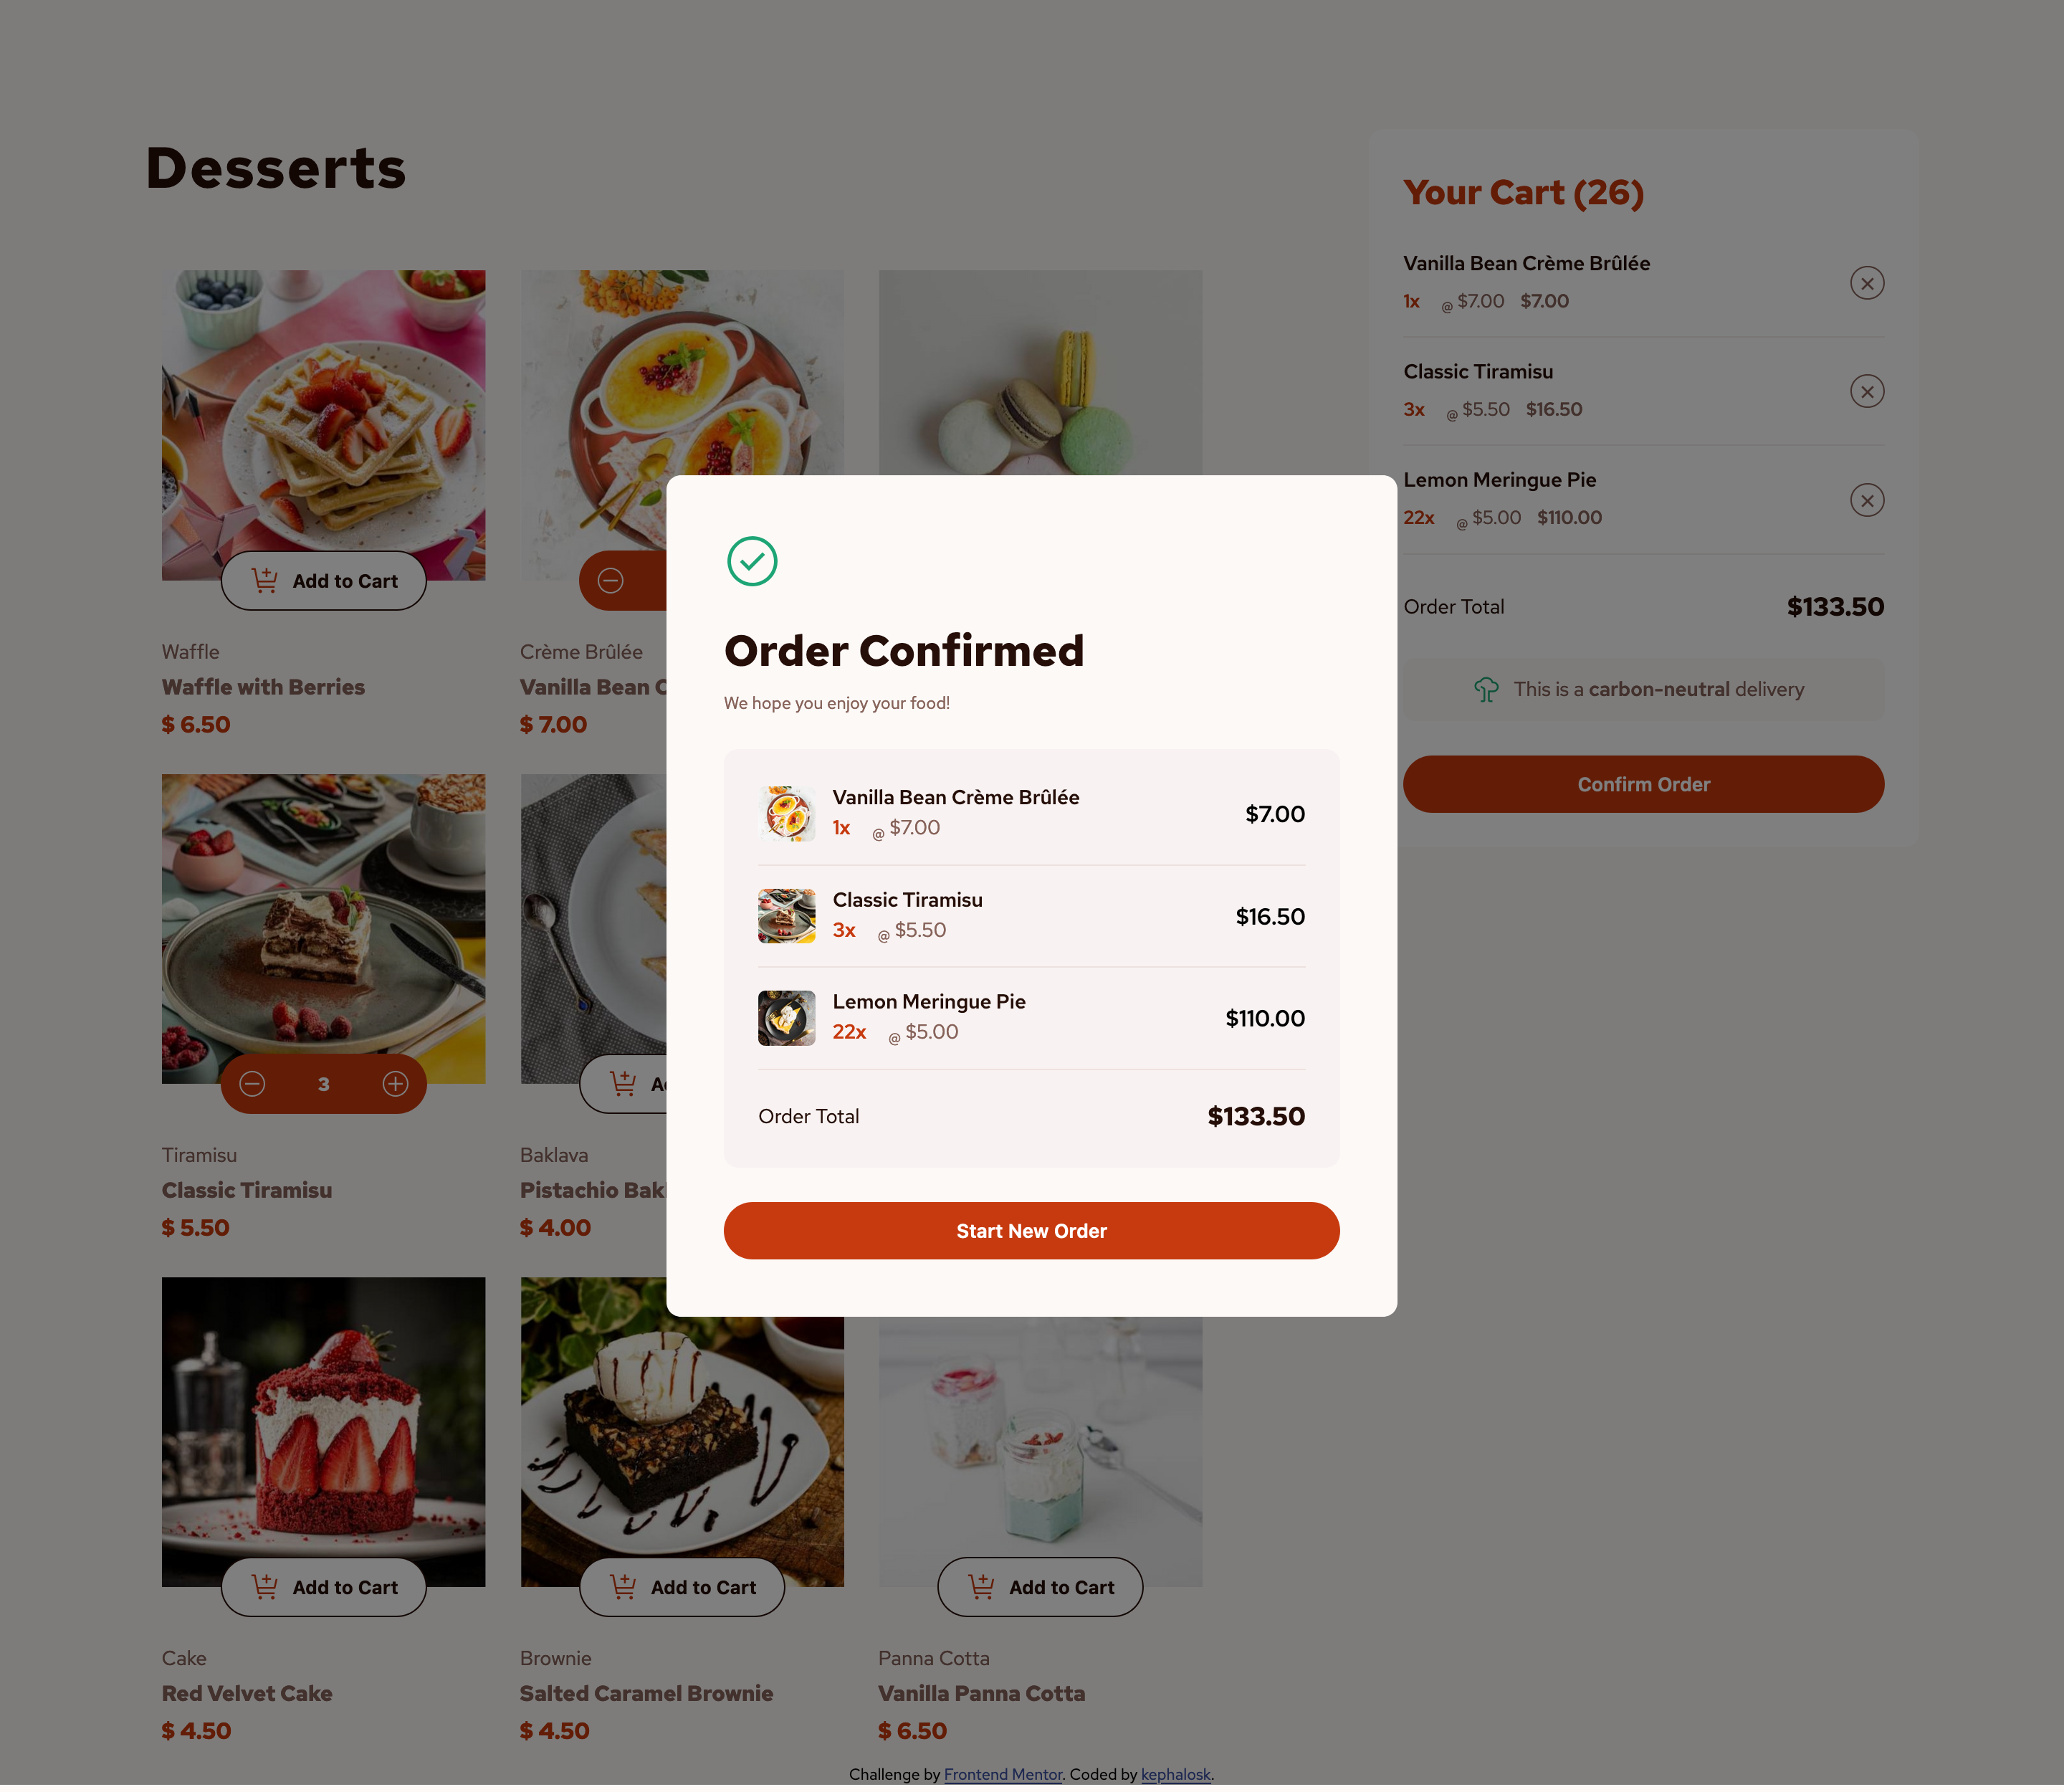 Desserts
Add to Cart
Waffle
Waffle with Berries
$ 6.50
Crème Brûlée
Vanilla Bean C
$ 7.00
3
Tiramisu
Classic Tiramisu
$ 5.50
Baklava
Pistachio Bak
$ 4.00
Add to Cart
Cake
Red Velvet Cake
$ 4.50
Add to Cart
Brownie
Salted Caramel Brownie
$ 4.50
Add to Cart
Panna Cotta
Vanilla Panna Cotta
$ 6.50
Your Cart (26)
Vanilla Bean Crème Brûlée
1x @ $7.00 $7.00
Classic Tiramisu
3x @ $5.50 $16.50
Lemon Meringue Pie
22x @ $5.00 $110.00
Order Total $133.50
This is a carbon-neutral delivery
Confirm Order
Order Confirmed
We hope you enjoy your food!
Vanilla Bean Crème Brûlée
1x @ $7.00
$7.00
Classic Tiramisu
3x @ $5.50
$16.50
Lemon Meringue Pie
22x @ $5.00
$110.00
Order Total $133.50
Start New Order
Challenge by Frontend Mentor. Coded by kephalosk.